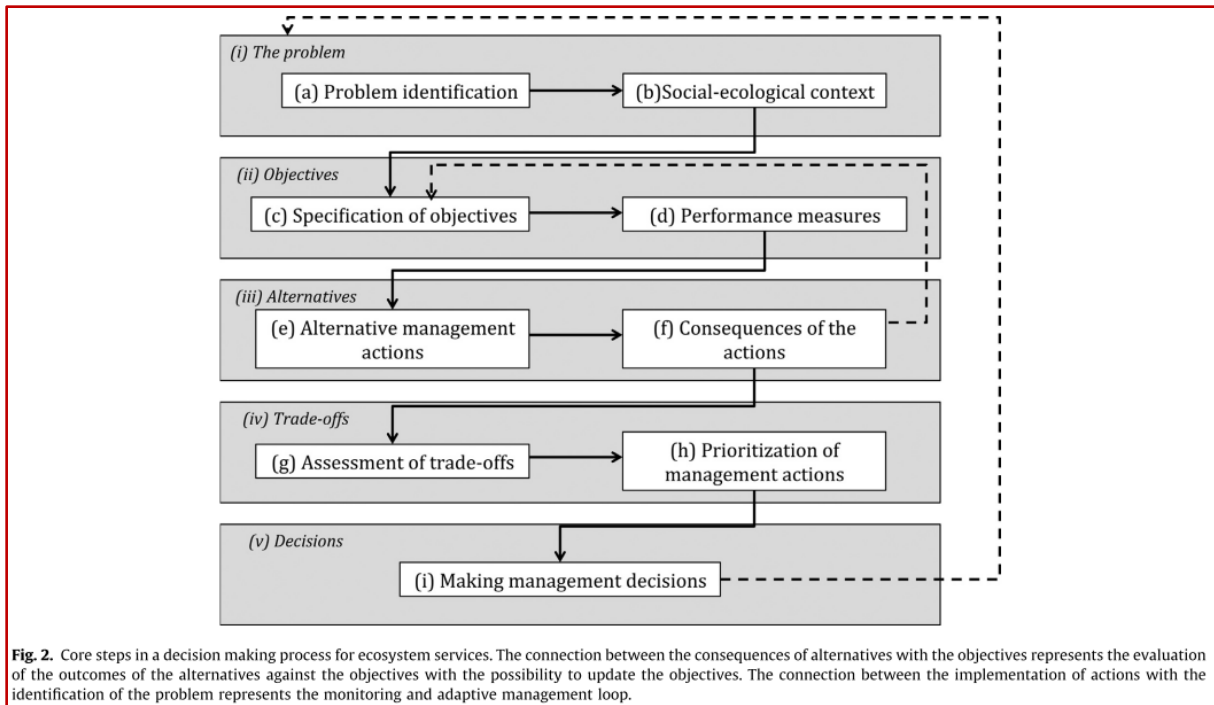 (i) The problem
(a) Problem identification
(b)Social-ecological context
(ii) Objectives
(c) Specification of objectives
(d) Performance measures
(iii) Alternatives
(e) Alternative management
actions
(f) Consequences of the
actions
(iv) Trade-offs
(g) Assessment of trade-offs
(h) Prioritization of
management actions
(v) Decisions
(i) Making management decisions
Fig. 2. Core steps in a decision making process for ecosystem services. The connection between the consequences of alternatives with the objectives represents the evaluation
of the outcomes of the alternatives against the objectives with the possibility to update the objectives. The connection between the implementation of actions with the
identification of the problem represents the monitoring and adaptive management loop.